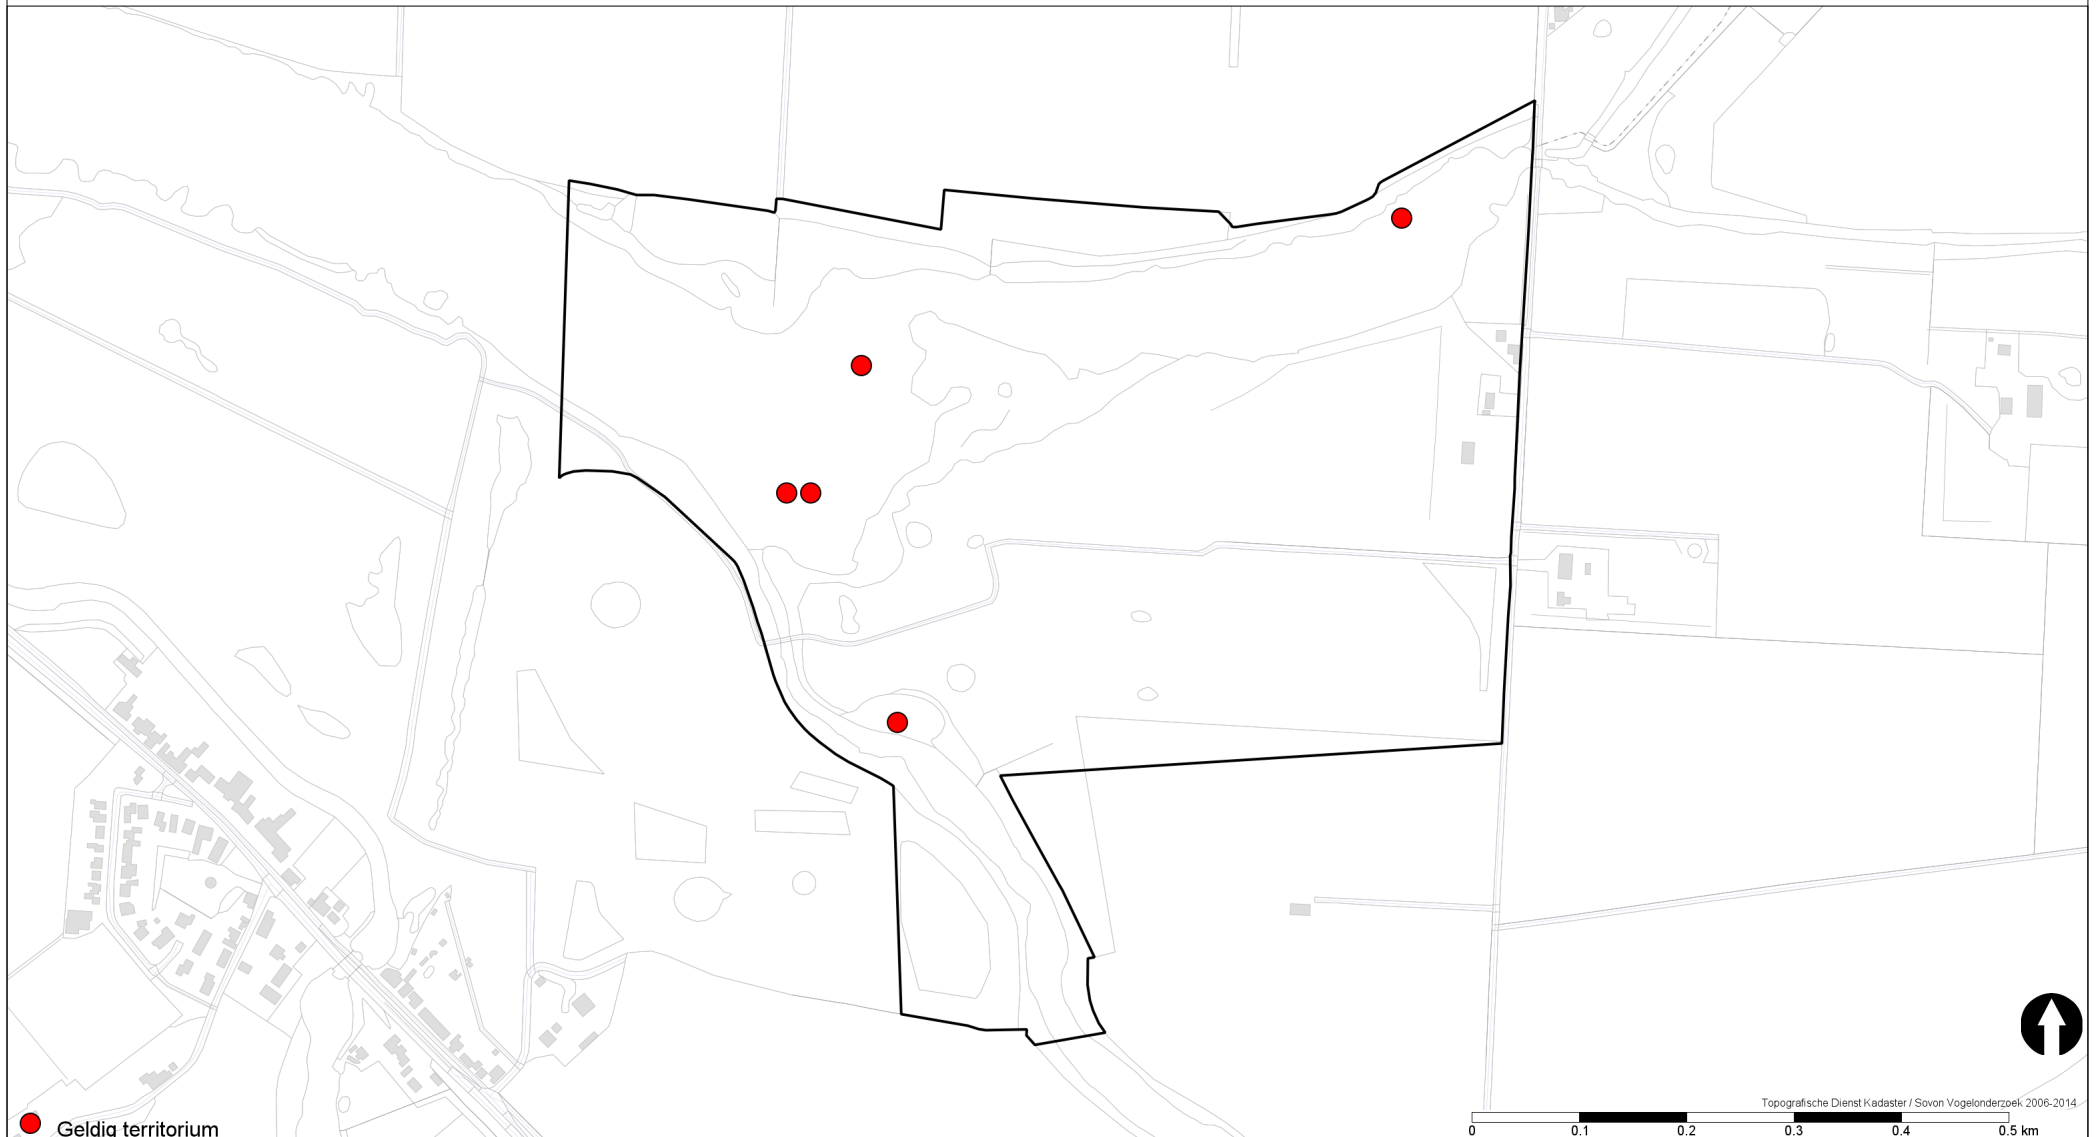 Topografische Dienst Kadaster / Sovon Vogelonderzoek 2006-2014
0 0.1 0.2 0.3 0.4 0.5 km
Geldig territorium